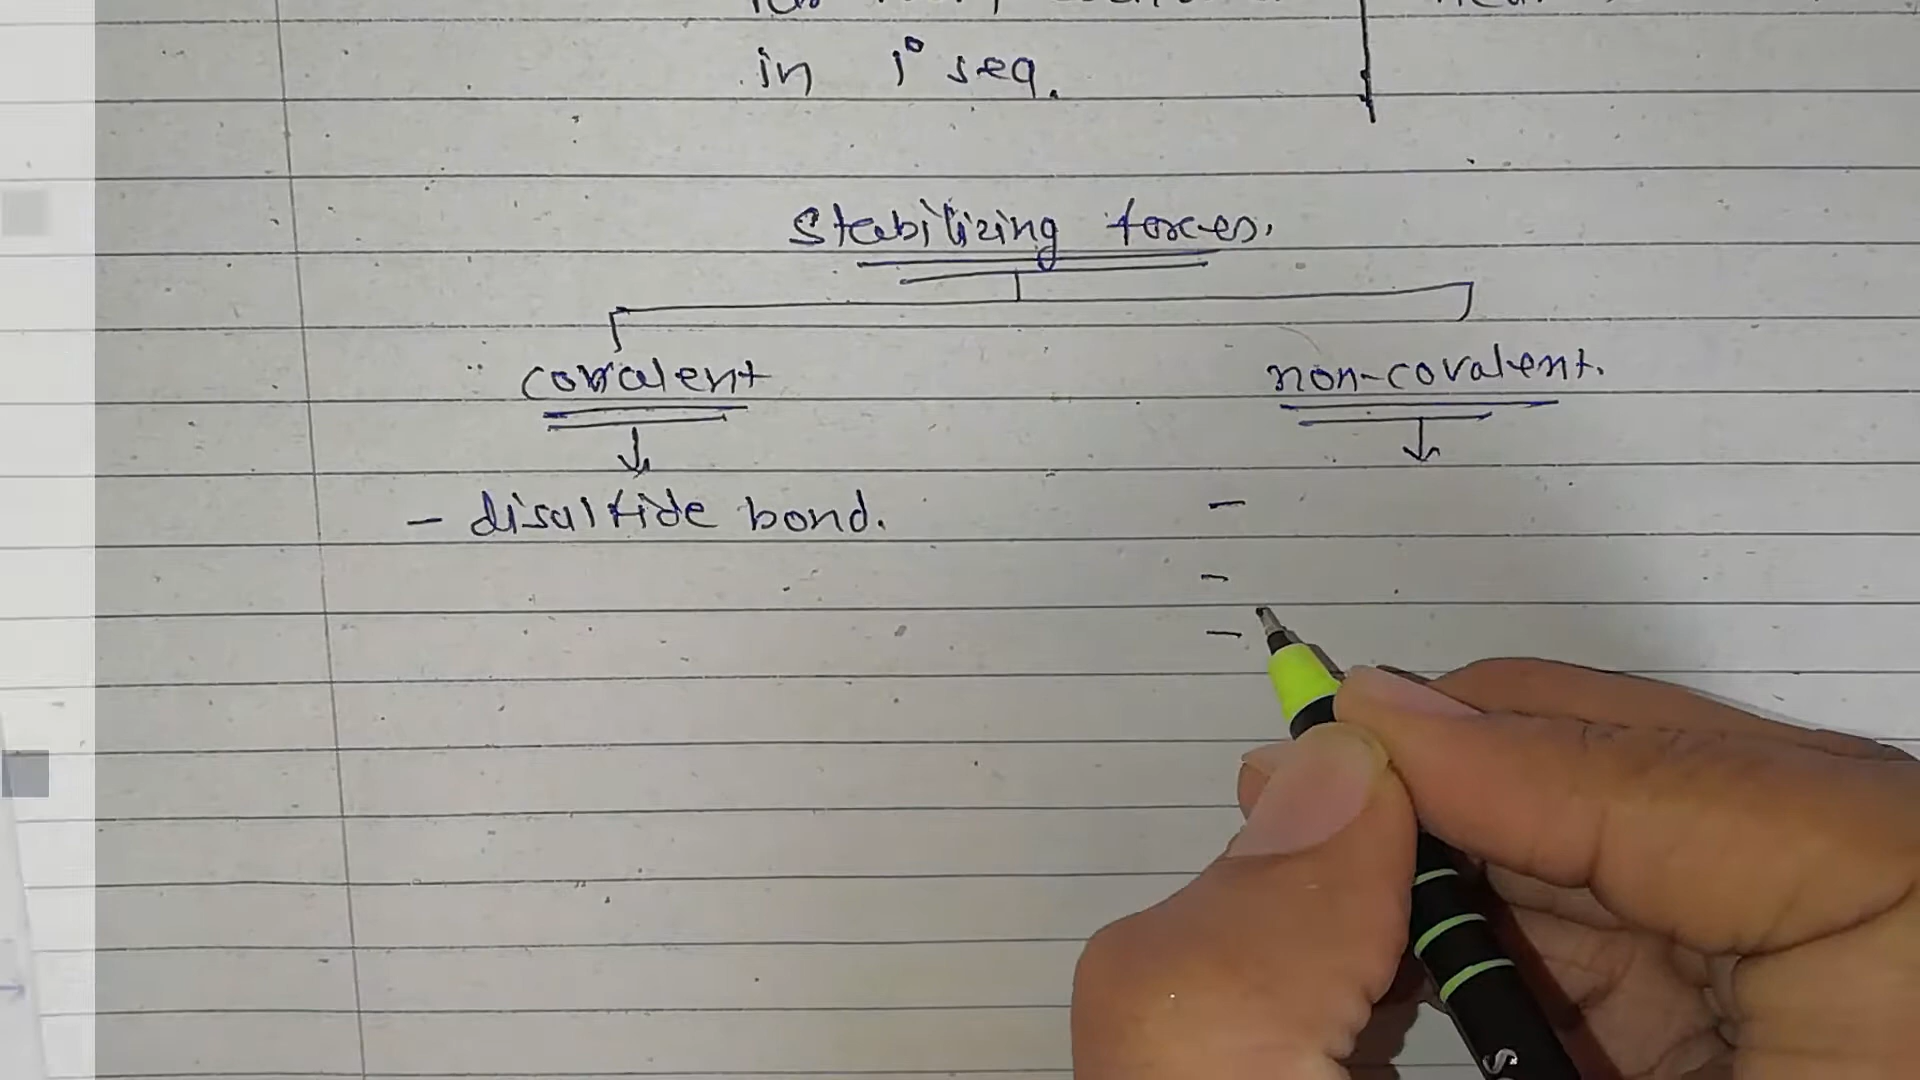 in 1° seq.
Stabilizing forces.
covalent
non-covalent.
- disulfide bond.
-
-
-
S